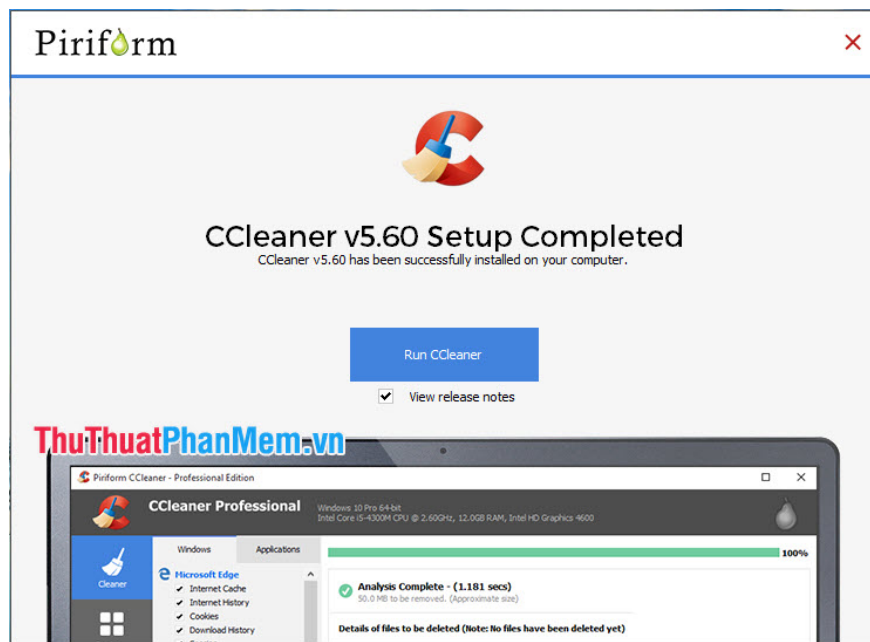 Piriform
CCleaner v5.60 Setup Completed
CCleaner v5.60 has been successfully installed on your computer.
Run CCleaner
View release notes
ThuThuatPhanMem.vn
Piriform CCleaner - Professional Edition
CCleaner Professional
Windows 10 Pro 64-bit
Intel Core i5-4300M CPU @ 2.60GHz, 12.0GB RAM, Intel HD Graphics 4600
Cleaner
Windows Applications
100%
Microsoft Edge
Internet Cache
Internet History
Cookies
Download History
Analysis Complete - (1.181 secs)
50.0 MB to be removed. (Approximate size)
Details of files to be deleted (Note: No files have been deleted yet)